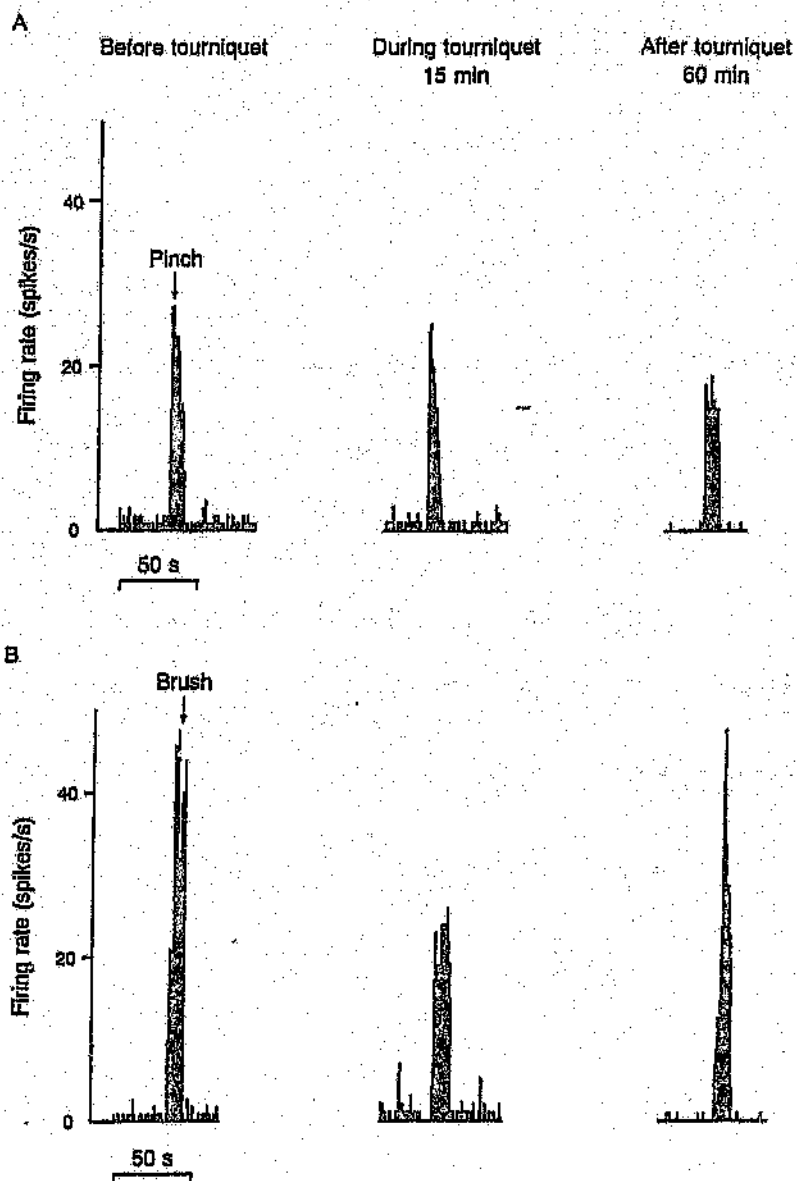 A
Before tourniquet
During tourniquet
15 min
After tourniquet
60 min
Firing rate (spikes/s)
40
20
0
Pinch
50 s
B
Brush
Firing rate (spikes/s)
40
20
0
50 s